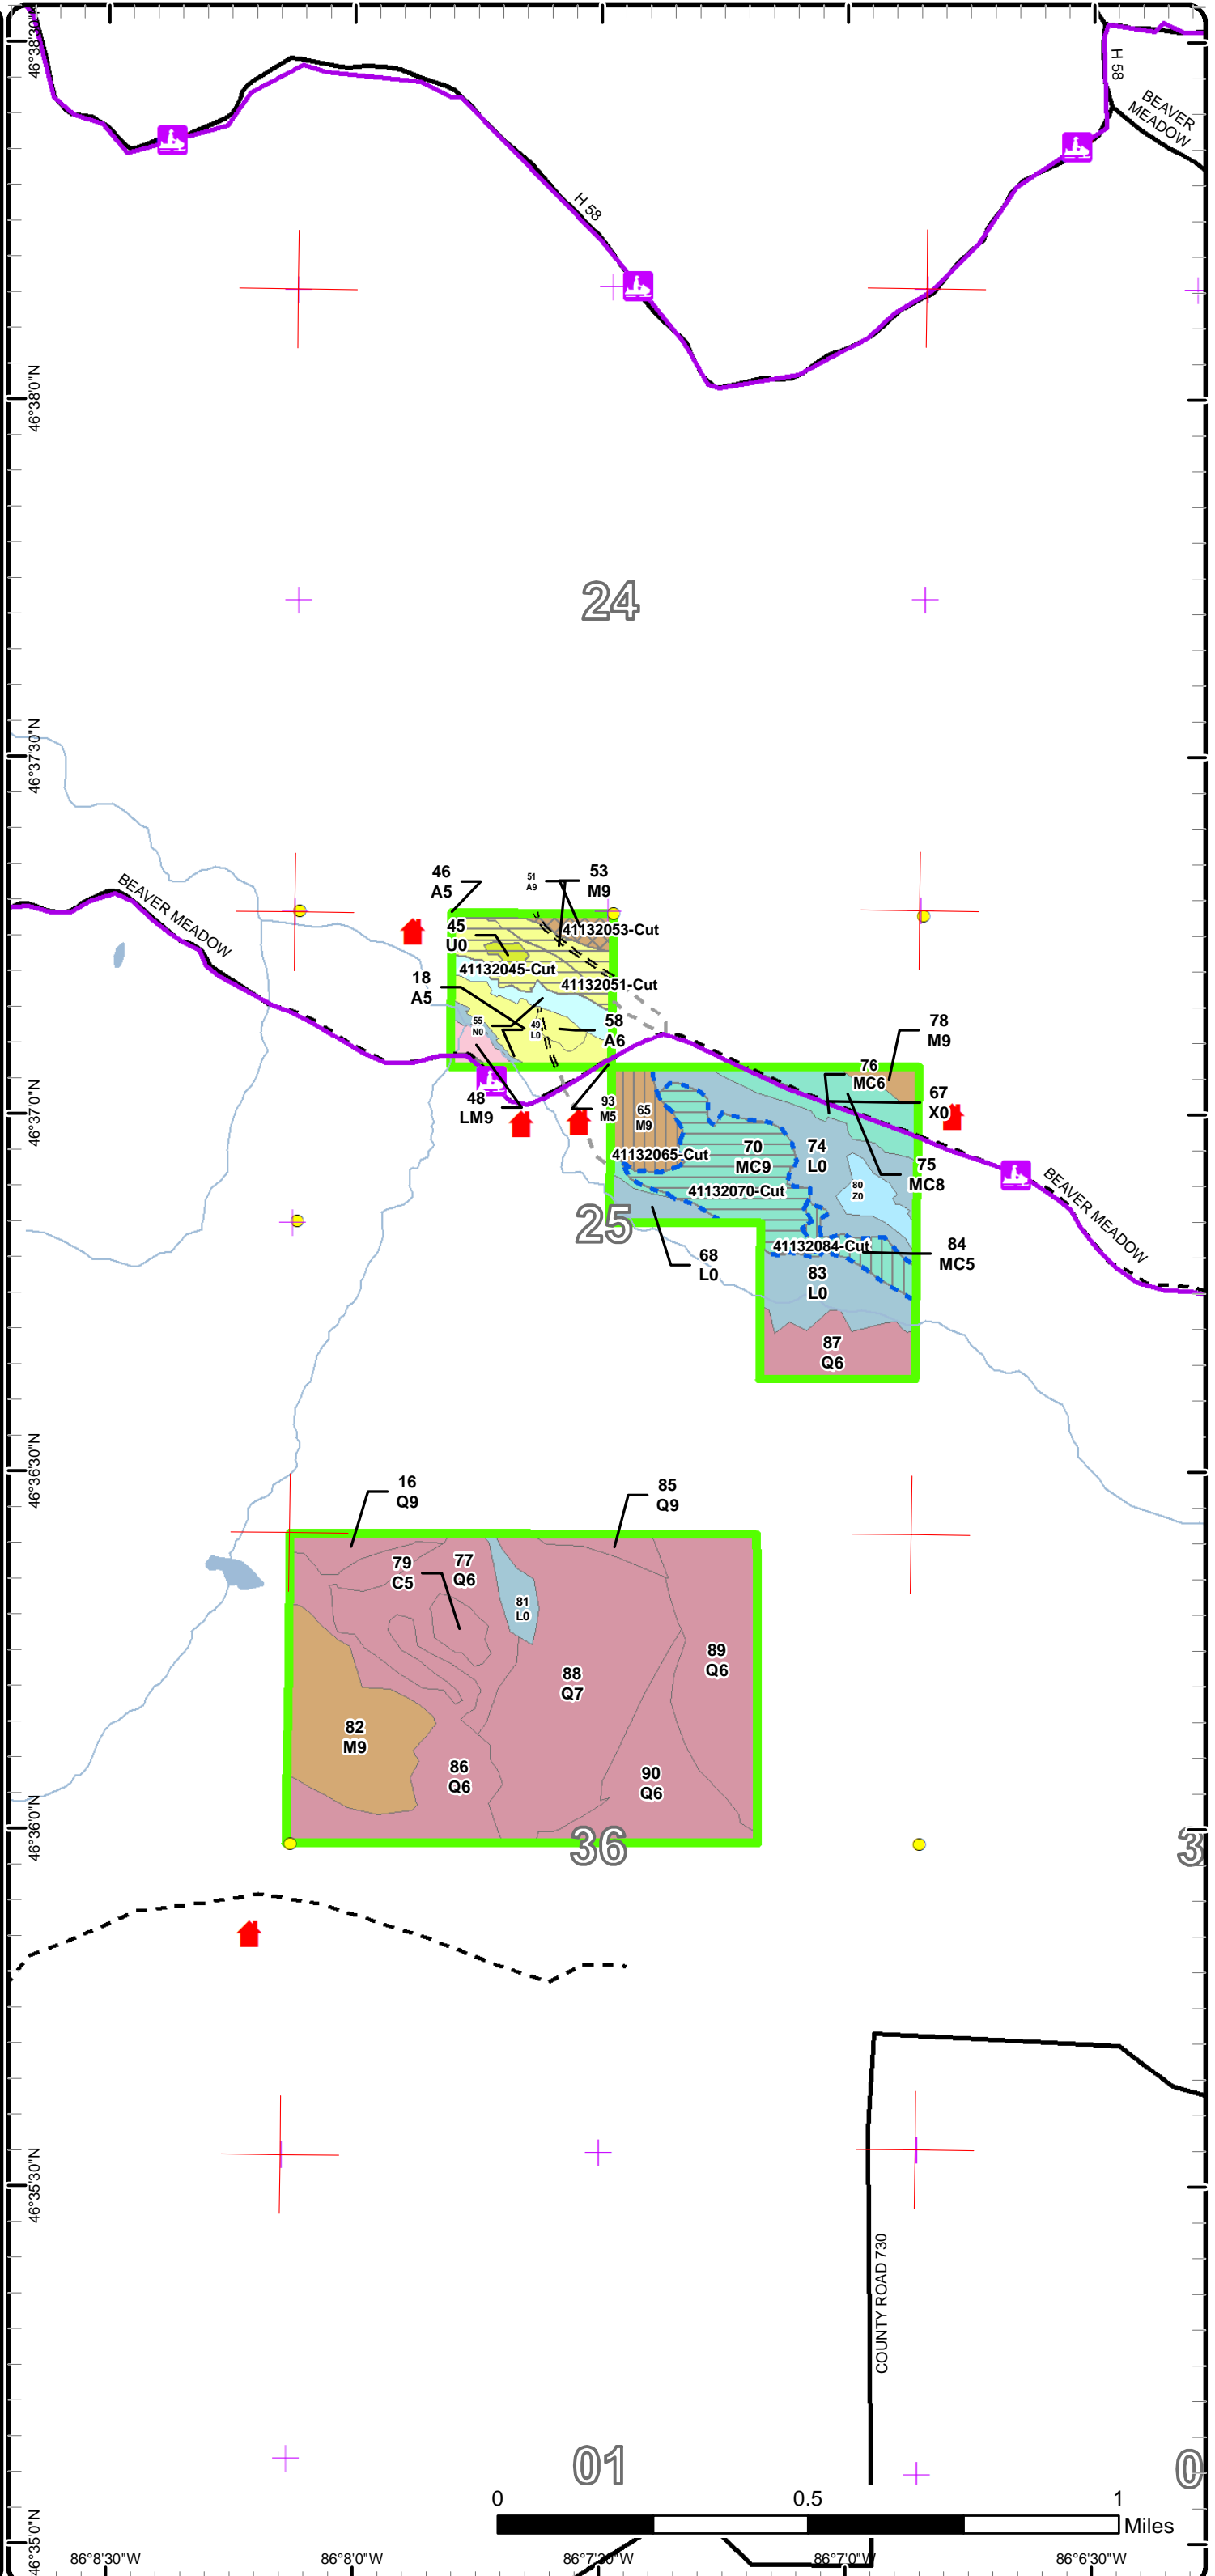 46°38'30"N
H 58
BEAVER
MEADOW
H 58
46°38'0"N
24
46°37'30"N
BEAVER MEADOW
46
A5
51
A9
53
M9
45
U0
41132053-Cut
41132045-Cut
41132051-Cut
18
A5
55
N0
49
L0
58
A6
78
M9
76
MC6
67
X0
48
LM9
93
M5
65
M9
46°37'0"N
41132065-Cut
70
MC9
74
L0
75
MC8
41132070-Cut
80
Z0
BEAVER MEADOW
25
68
L0
41132084-Cut
84
MC5
83
L0
87
Q6
46°36'30"N
16
Q9
85
Q9
79
C5
77
Q6
81
L0
89
Q6
88
Q7
82
M9
86
Q6
90
Q6
46°36'0"N
36
3
46°35'30"N
COUNTY ROAD 730
01
0
0 0.5 1
Miles
46°35'0"N
86°8'30"W 86°8'0"W 86°7'30"W 86°7'0"W 86°6'30"W